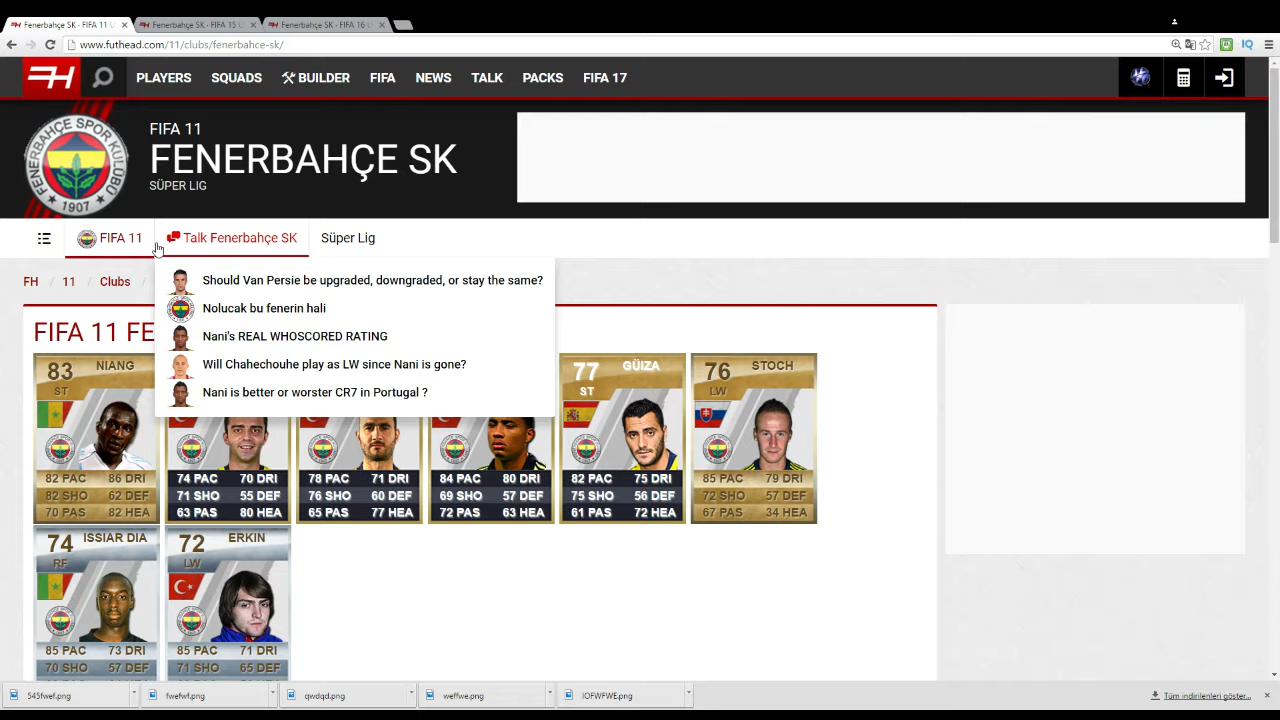 Fenerbahçe SK - FIFA 11 U
Fenerbahçe SK - FIFA 15 U
Fenerbahçe SK - FIFA 16 U
www.futhead.com/11/clubs/fenerbahce-sk/
FH
PLAYERS
SQUADS
BUILDER
FIFA
NEWS
TALK
PACKS
FIFA 17
FIFA 11
FENERBAHÇE SK
SÜPER LIG
FENERBAHÇE SPOR KULÜBÜ
1907
FIFA 11
Talk Fenerbahçe SK
Süper Lig
FH
11
Clubs
Should Van Persie be upgraded, downgraded, or stay the same?
Nolucak bu fenerin hali
Nani's REAL WHOSCORED RATING
Will Chahechouhe play as LW since Nani is gone?
Nani is better or worster CR7 in Portugal ?
FIFA 11 FE
83 NIANG
ST
82 PAC 86 DRI
82 SHO 62 DEF
70 PAS 82 HEA
74 PAC 70 DRI
71 SHO 55 DEF
63 PAS 80 HEA
78 PAC 71 DRI
76 SHO 60 DEF
65 PAS 77 HEA
84 PAC 80 DRI
69 SHO 57 DEF
72 PAS 63 HEA
77 GÜIZA
ST
82 PAC 75 DRI
75 SHO 56 DEF
61 PAS 72 HEA
76 STOCH
LW
85 PAC 79 DRI
72 SHO 57 DEF
67 PAS 34 HEA
74 ISSIAR DIA
RF
85 PAC 73 DRI
70 SHO 57 DEF
72 ERKIN
LW
85 PAC 71 DRI
71 SHO 65 DEF
545fwef.png
fwefwf.png
qwdqd.png
weffwe.png
IOFWFWE.png
Tüm indirilenleri göster...